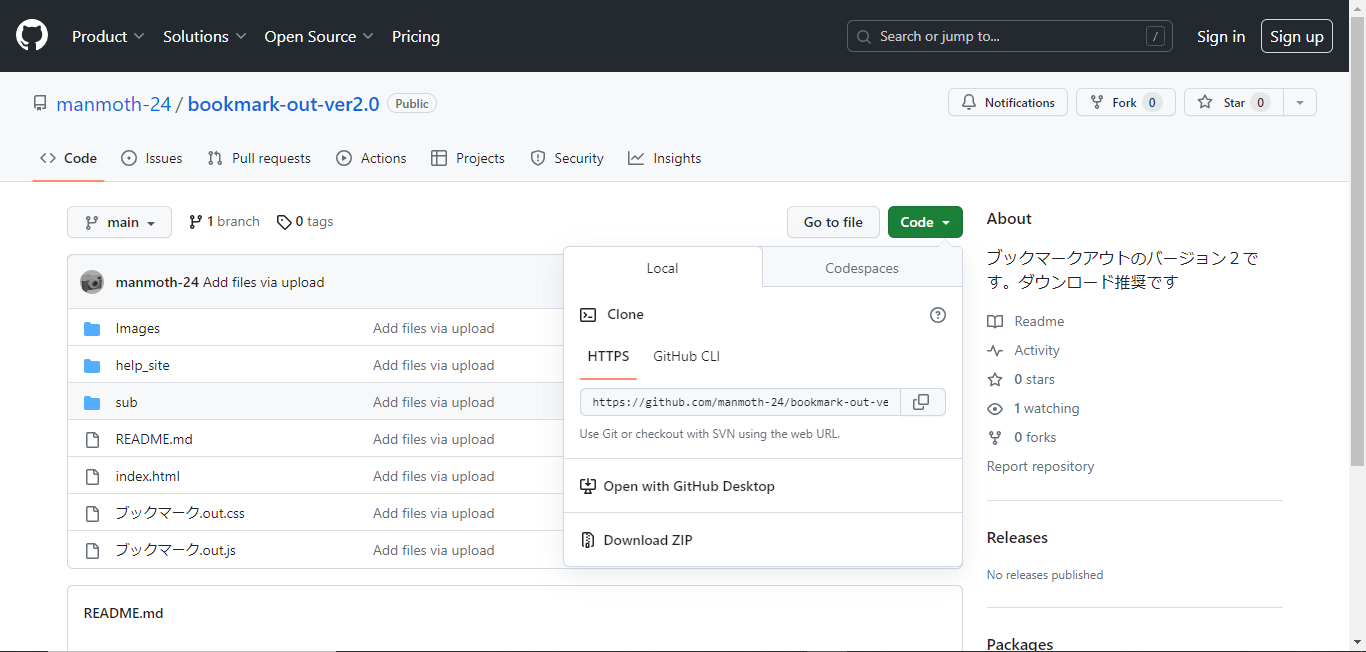 Product Solutions Open Source Pricing Search or jump to... / Sign in Sign up
manmoth-24 / bookmark-out-ver2.0 Public Notifications Fork 0 Star 0
Code Issues Pull requests Actions Projects Security Insights
main 1 branch 0 tags Go to file Code
manmoth-24 Add files via upload
Images Add files via upload
help_site Add files via upload
sub Add files via upload
README.md Add files via upload
index.html Add files via upload
ブックマーク.out.css Add files via upload
ブックマーク.out.js Add files via upload
README.md
Local Codespaces
Clone
HTTPS GitHub CLI
https://github.com/manmoth-24/bookmark-out-ve
Use Git or checkout with SVN using the web URL.
Open with GitHub Desktop
Download ZIP
About
ブックマークアウトのバージョン２で
す。ダウンロード推奨です
Readme
Activity
0 stars
1 watching
0 forks
Report repository
Releases
No releases published
Packages